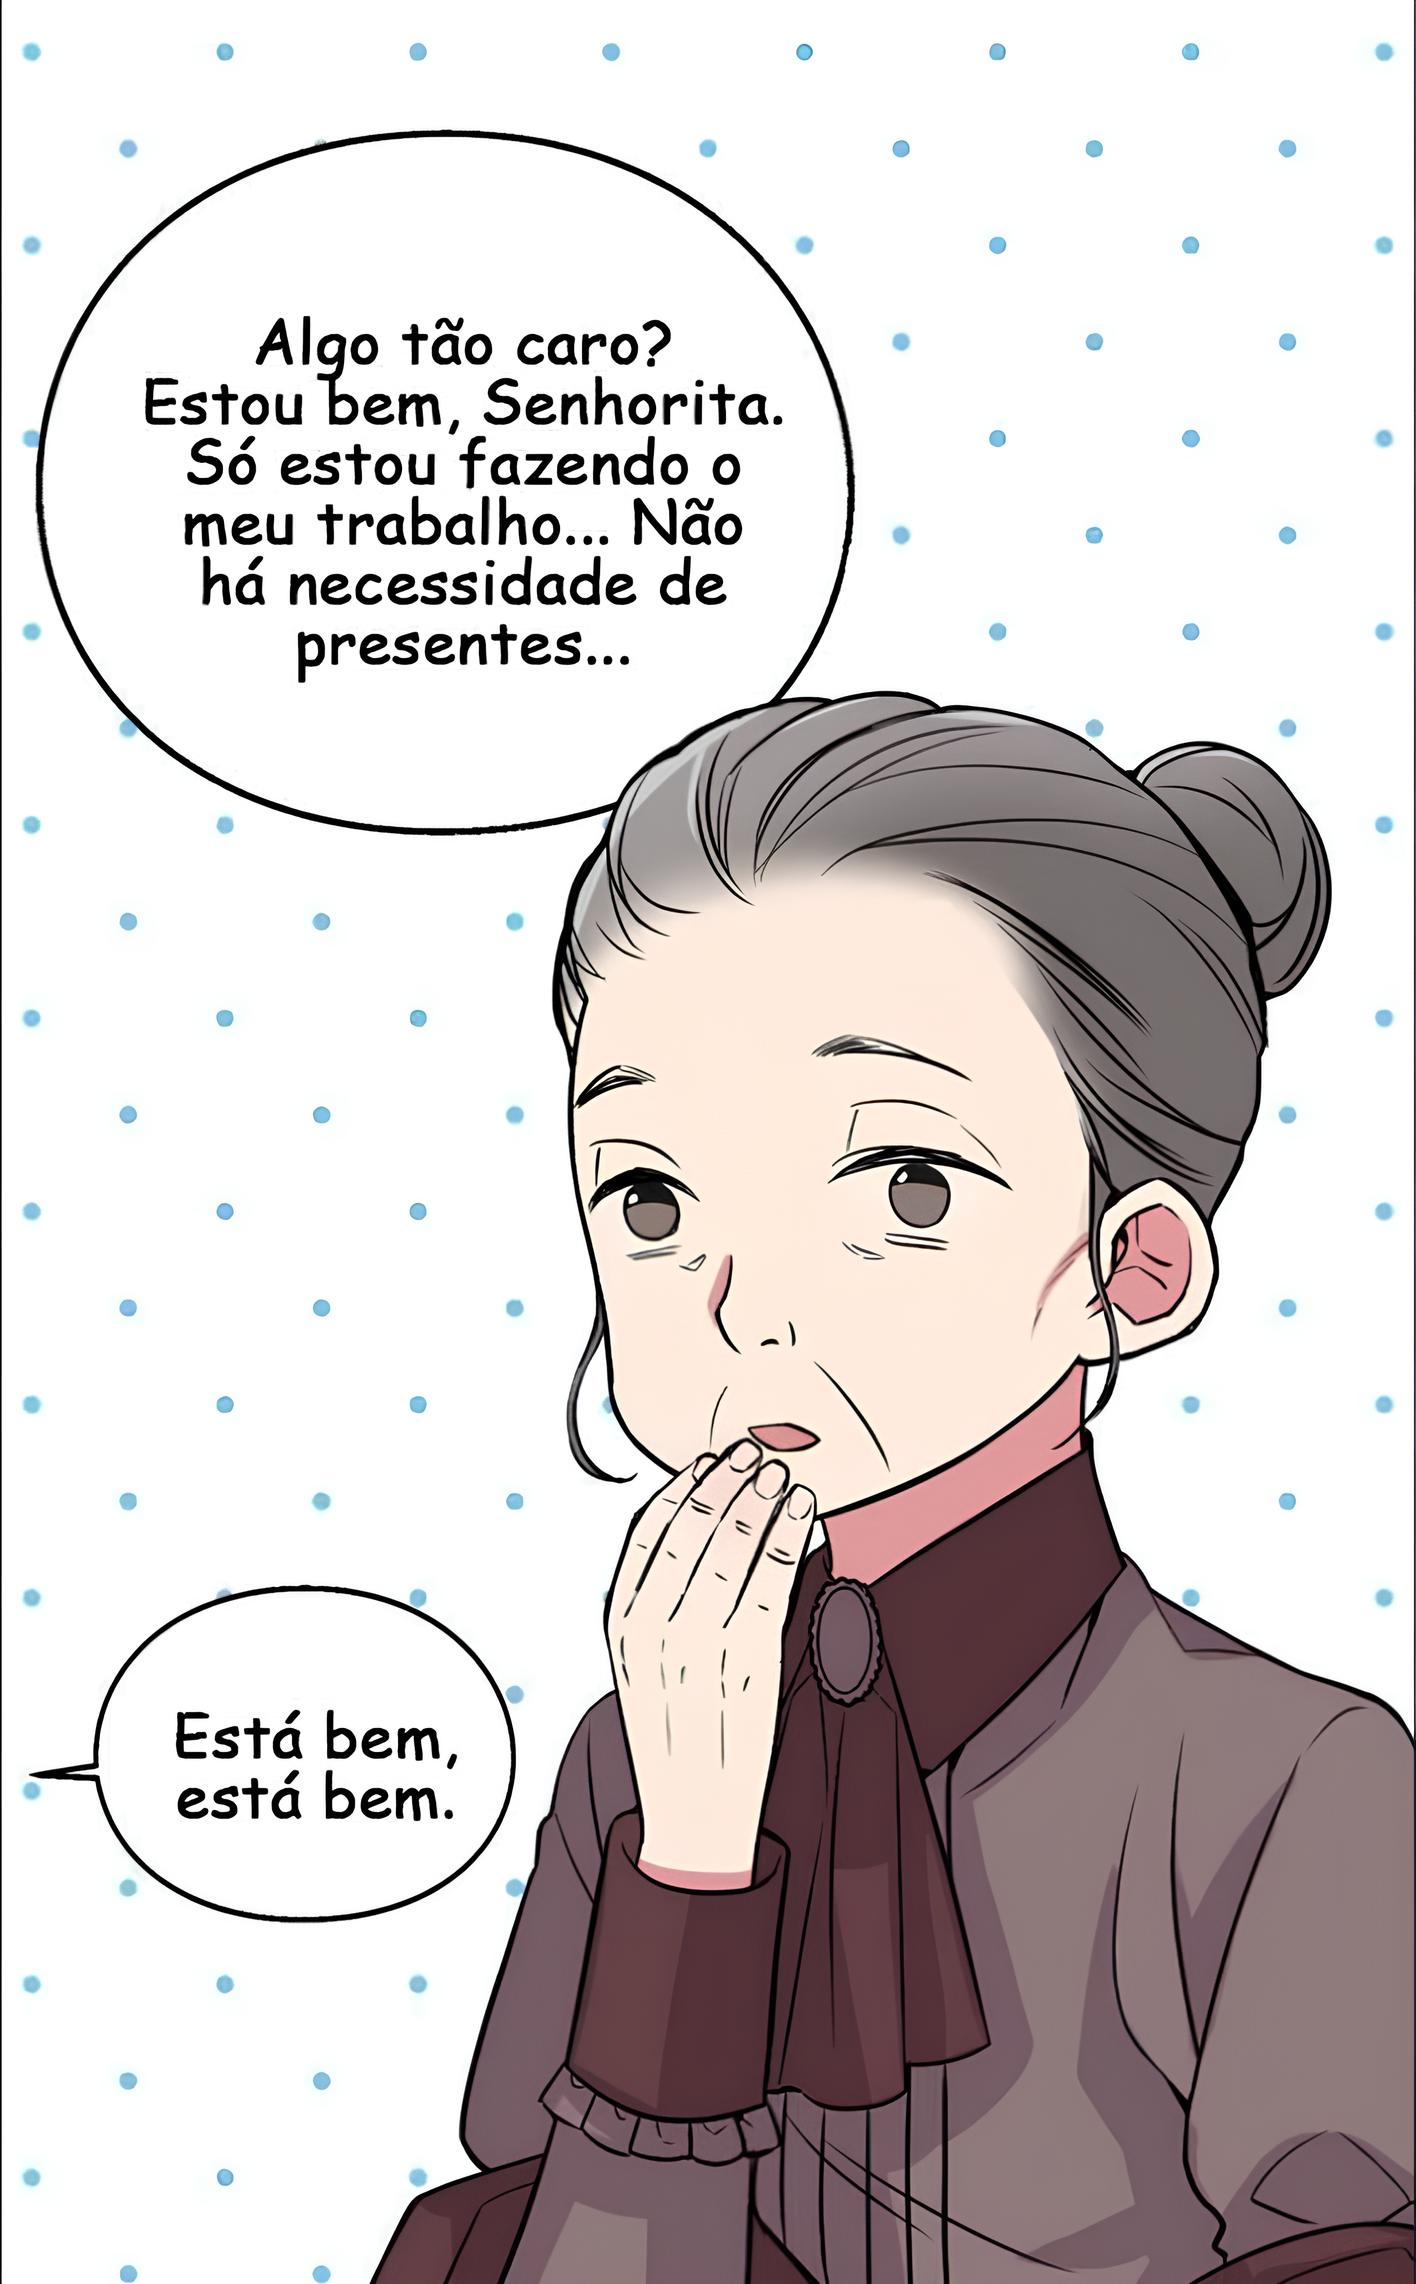 Algo tão caro?
Estou bem, Senhorita.
Só estou fazendo o
meu trabalho... Não
há necessidade de
presentes...
Está bem,
está bem.